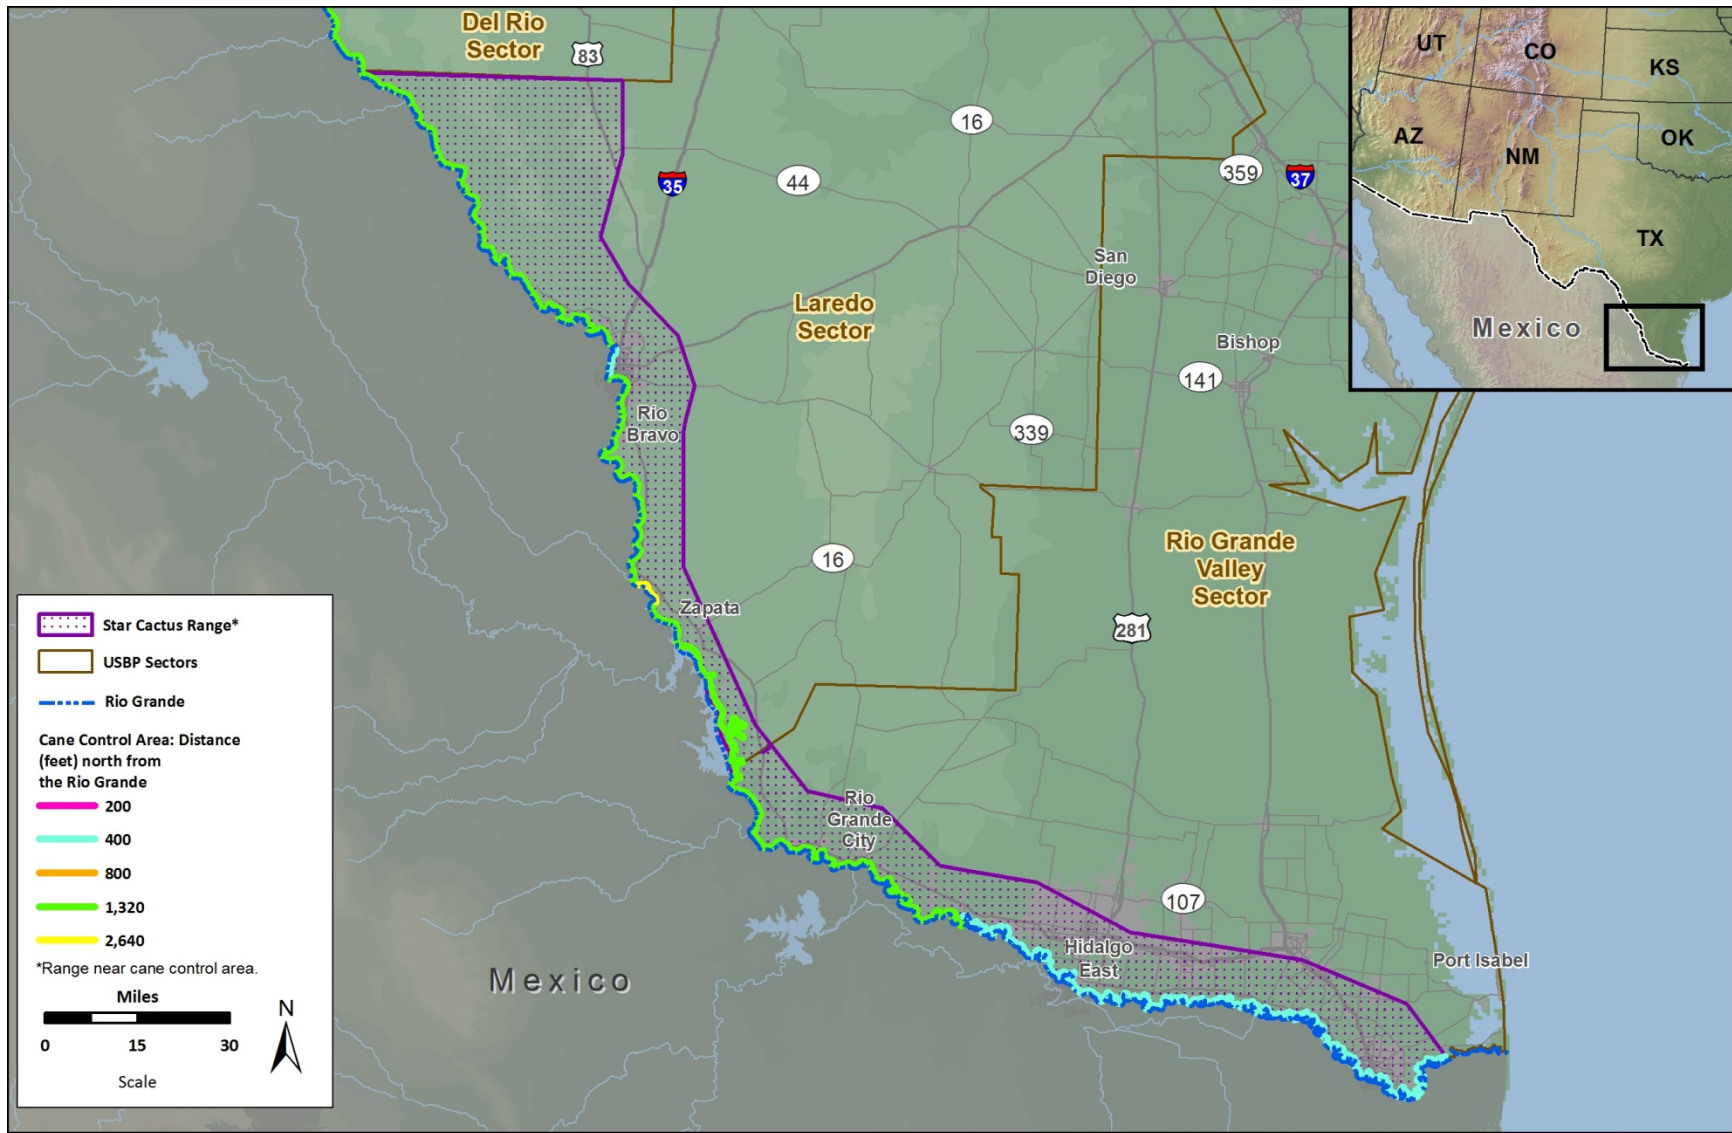 Del Rio
Sector
83
35
44
16
359
37
San
Diego
Laredo
Sector
Bishop
141
Rio
Bravo
339
16
Rio Grande
Valley
Sector
Zapata
281
Rio
Grande
City
107
Hidalgo
East
Port Isabel
Mexico
UT
CO
KS
AZ
NM
OK
TX
Mexico
Star Cactus Range*
USBP Sectors
Rio Grande
Cane Control Area: Distance
(feet) north from
the Rio Grande
200
400
800
1,320
2,640
*Range near cane control area.
Miles
N
0 15 30
Scale